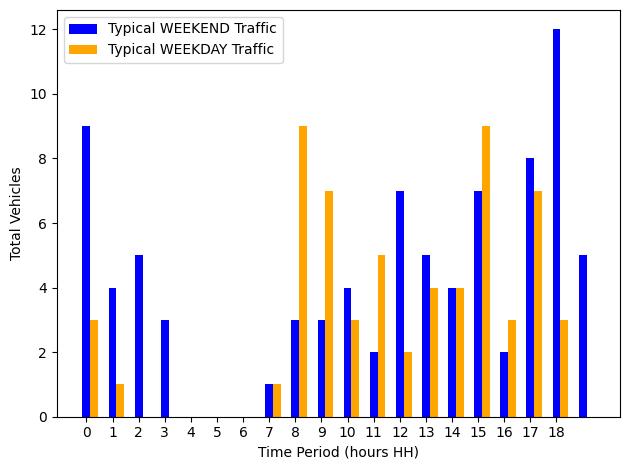 Typical WEEKEND Traffic
Typical WEEKDAY Traffic
12
10
8
6
4
2
0
Total Vehicles
0 1 2 3 4 5 6 7 8 9 10 11 12 13 14 15 16 17 18
Time Period (hours HH)